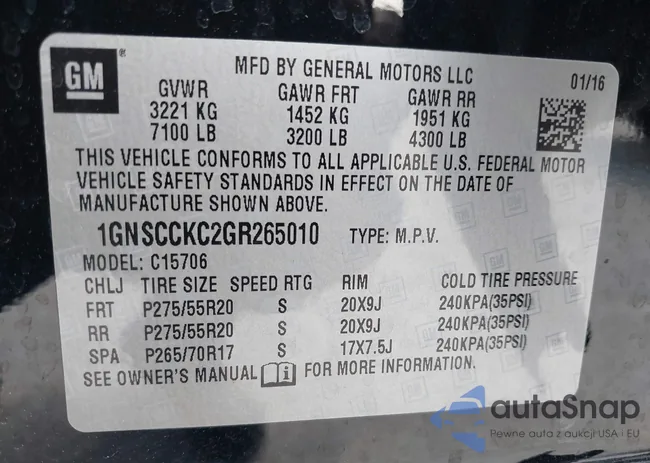 GM
MFD BY GENERAL MOTORS LLC
01/16
GVWR GAWR FRT GAWR RR
3221 KG 1452 KG 1951 KG
7100 LB 3200 LB 4300 LB
THIS VEHICLE CONFORMS TO ALL APPLICABLE U.S. FEDERAL MOTOR
VEHICLE SAFETY STANDARDS IN EFFECT ON THE DATE OF
MANUFACTURE SHOWN ABOVE.
1GNSCCKC2GR265010 TYPE: M.P.V.
MODEL: C15706
CHLJ TIRE SIZE SPEED RTG RIM COLD TIRE PRESSURE
FRT P275/55R20 S 20X9J 240KPA(35PSI)
RR P275/55R20 S 20X9J 240KPA(35PSI)
SPA P265/70R17 S 17X7.5J 240KPA(35PSI)
SEE OWNER'S MANUAL i FOR MORE INFORMATION.
autaSnap
Pewne auta z aukcji USA i EU